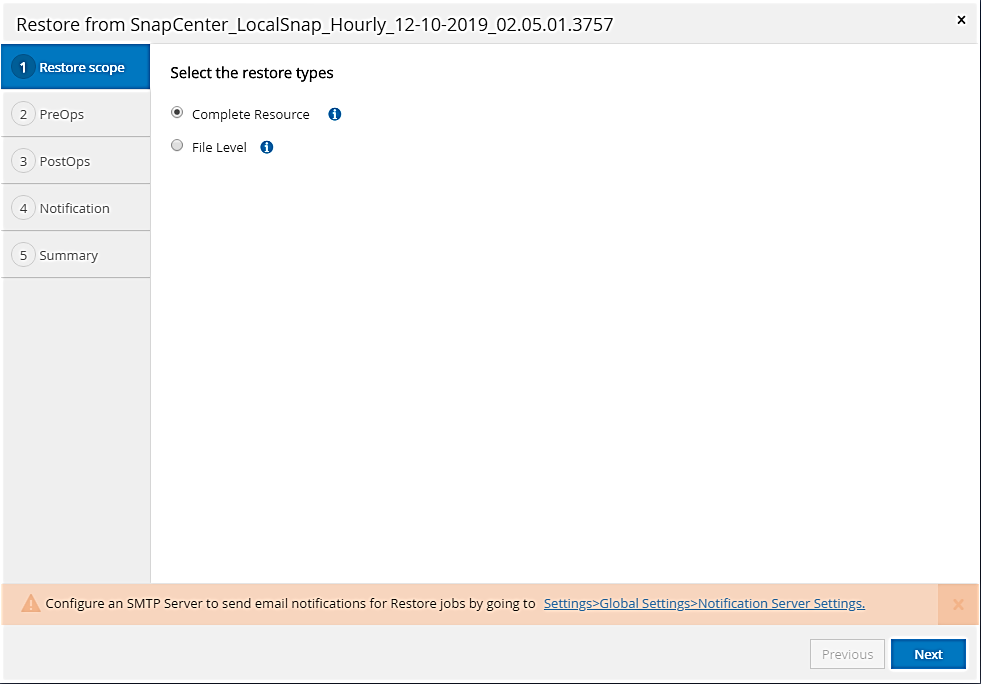 Restore from SnapCenter_LocalSnap_Hourly_12-10-2019_02.05.01.3757
x
1 Restore scope
2 PreOps
3 PostOps
4 Notification
5 Summary
Select the restore types
Complete Resource i
File Level i
Configure an SMTP Server to send email notifications for Restore jobs by going to Settings>Global Settings>Notification Server Settings. x
Previous Next